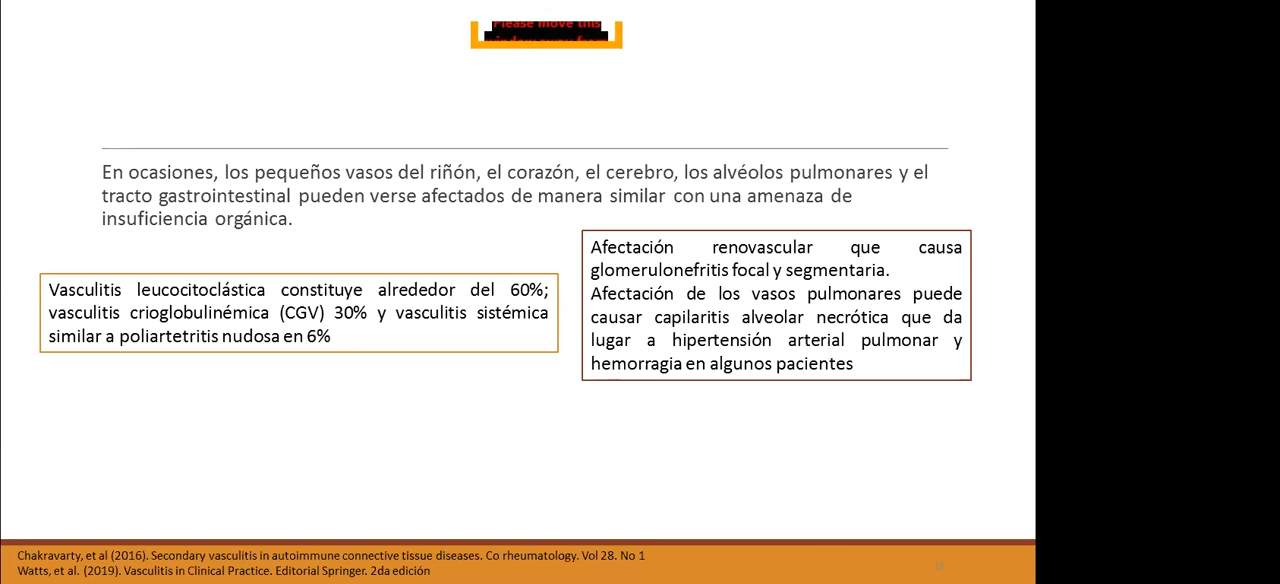 Please move this
En ocasiones, los pequeños vasos del riñón, el corazón, el cerebro, los alvéolos pulmonares y el
tracto gastrointestinal pueden verse afectados de manera similar con una amenaza de
insuficiencia orgánica.
Vasculitis leucocitoclástica constituye alrededor del 60%;
vasculitis crioglobulinémica (CGV) 30% y vasculitis sistémica
similar a poliartetritis nudosa en 6%
Afectación renovascular que causa
glomerulonefritis focal y segmentaria.
Afectación de los vasos pulmonares puede
causar capilaritis alveolar necrótica que da
lugar a hipertensión arterial pulmonar y
hemorragia en algunos pacientes
Chakravarty, et al (2016). Secondary vasculitis in autoimmune connective tissue diseases. Co rheumatology. Vol 28. No 1
Watts, et al. (2019). Vasculitis in Clinical Practice. Editorial Springer. 2da edición